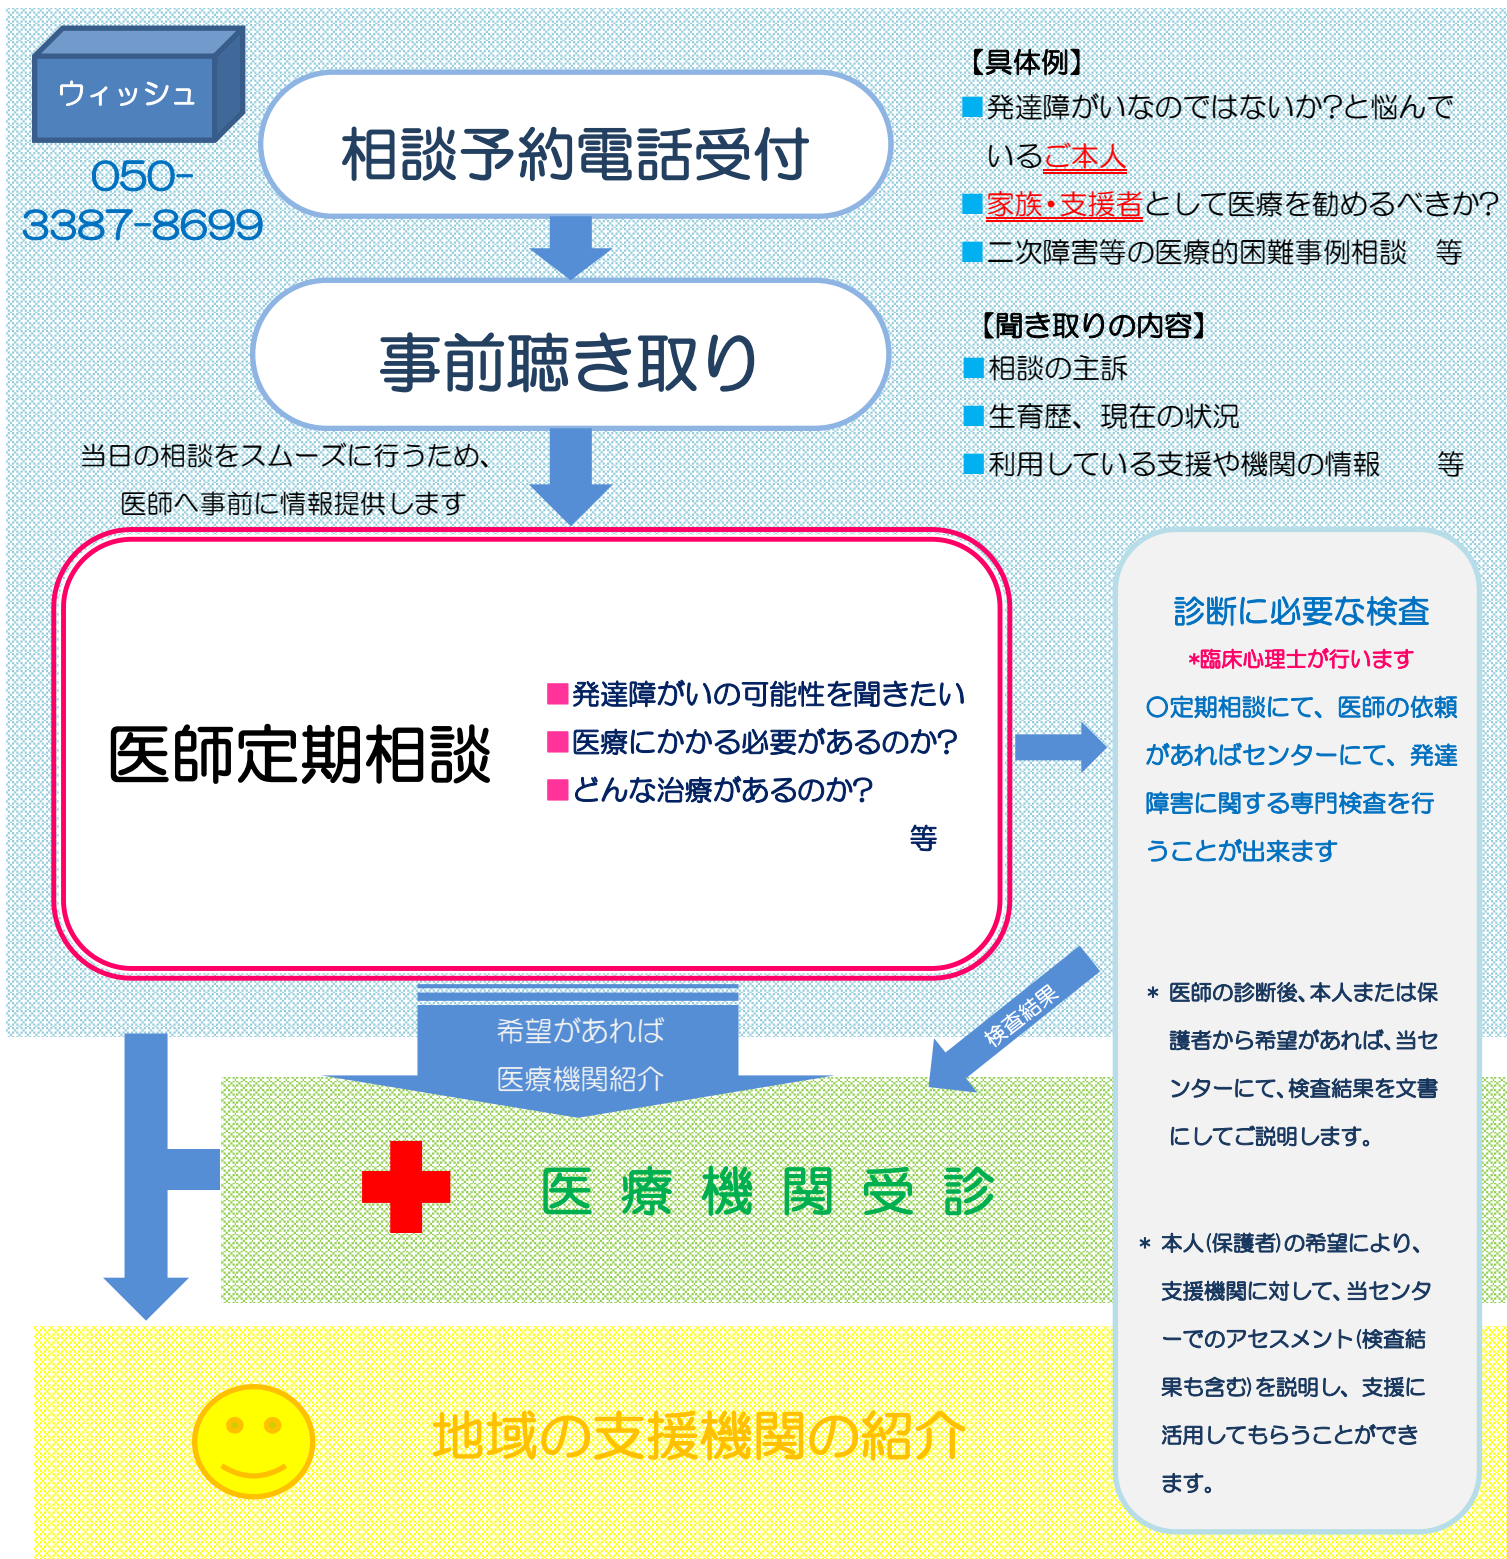 ウィッシュ
050-
3387-8699
相談予約電話受付
【具体例】
■発達障がいなのではないか?と悩んで
いるご本人
■家族・支援者として医療を勧めるべきか?
■二次障害等の医療的困難事例相談　等
事前聴き取り
【聞き取りの内容】
■相談の主訴
■生育歴、現在の状況
■利用している支援や機関の情報　　等
当日の相談をスムーズに行うため、
医師へ事前に情報提供します
医師定期相談
■発達障がいの可能性を聞きたい
■医療にかかる必要があるのか?
■どんな治療があるのか?
等
診断に必要な検査
*臨床心理士が行います
〇定期相談にて、医師の依頼
があればセンターにて、発達
障害に関する専門検査を行
うことが出来ます
* 医師の診断後、本人または保
護者から希望があれば、当セ
ンターにて、検査結果を文書
にしてご説明します。
* 本人(保護者)の希望により、
支援機関に対して、当センタ
ーでのアセスメント(検査結
果も含む)を説明し、支援に
活用してもらうことができ
ます。
検査結果
希望があれば
医療機関紹介
医療機関受診
地域の支援機関の紹介